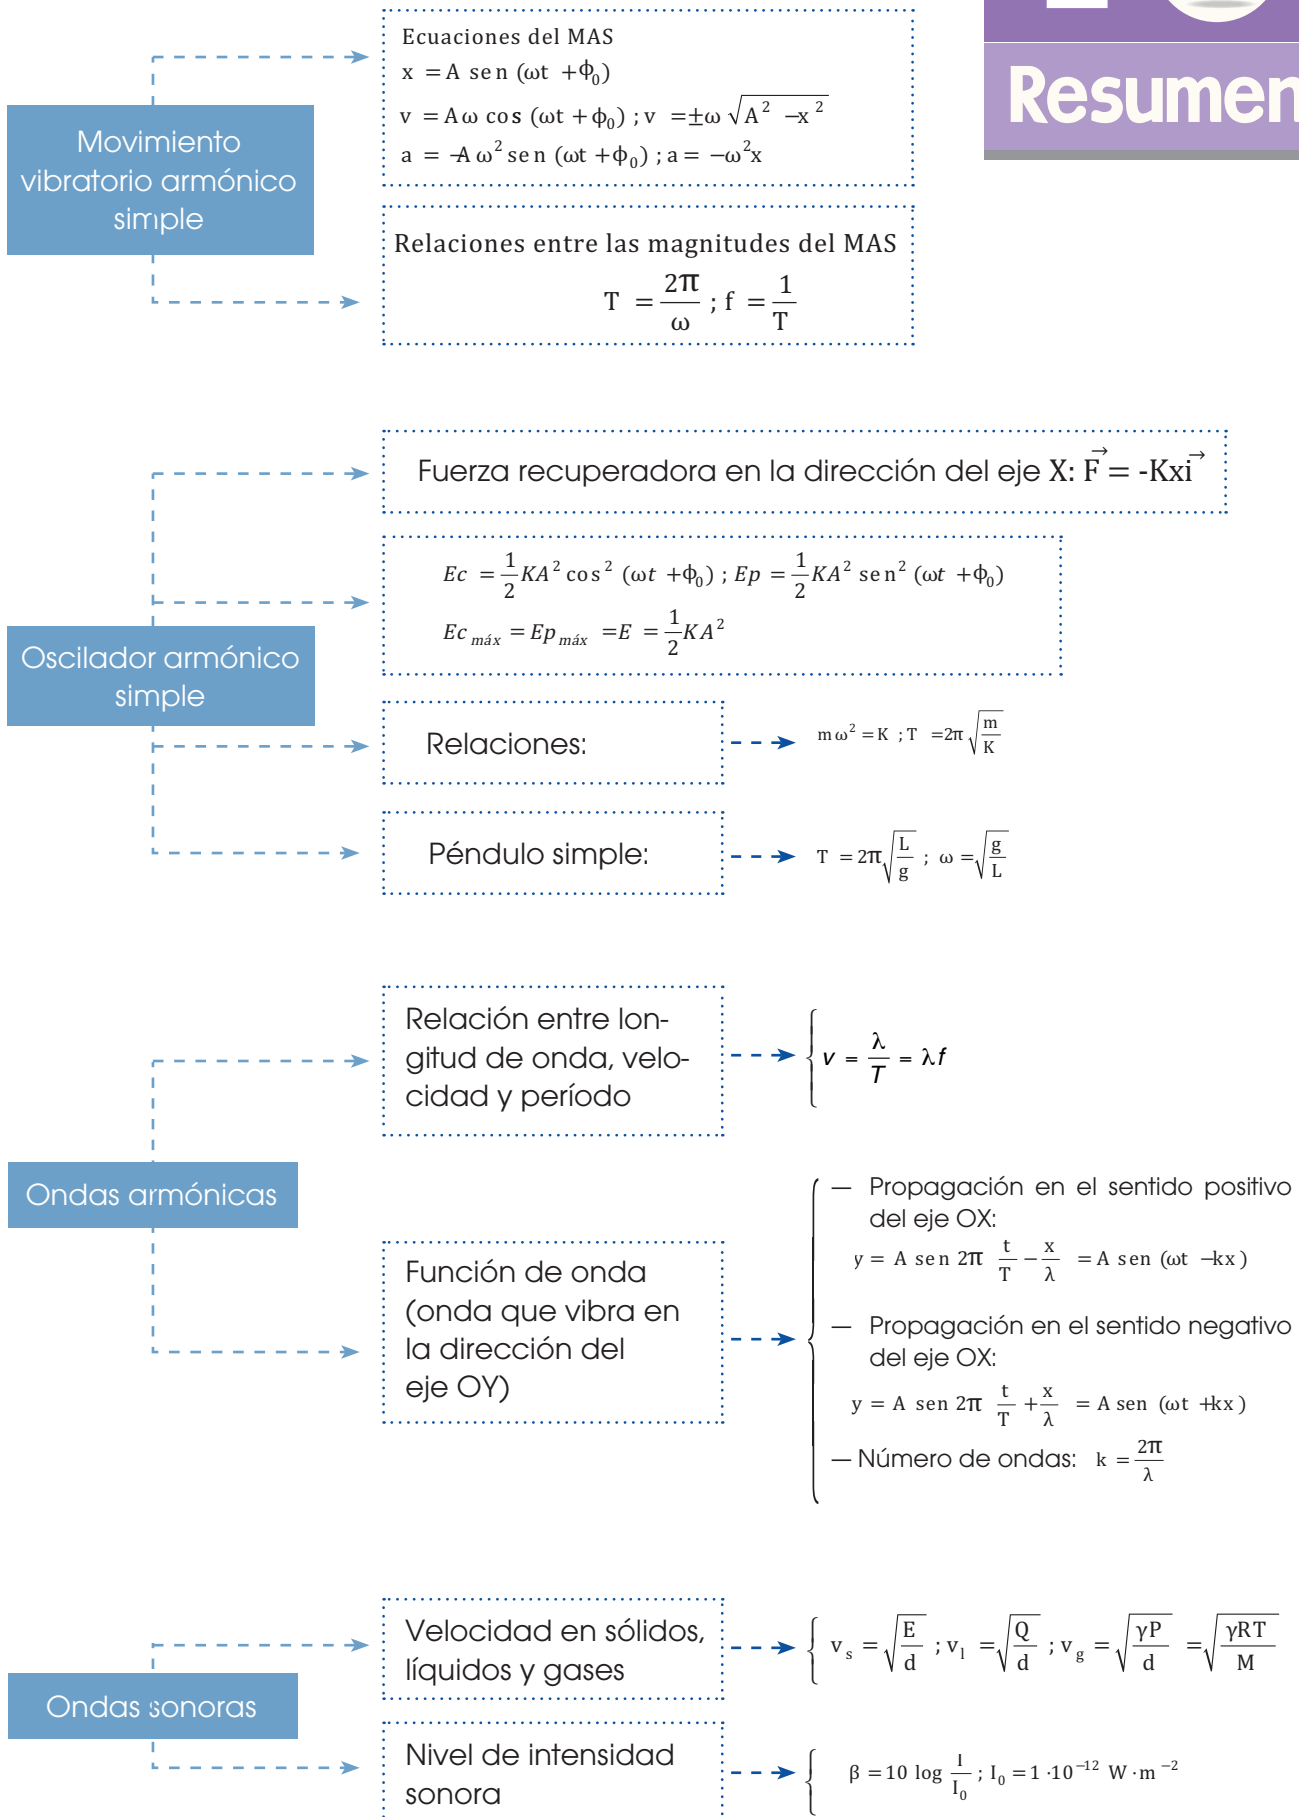 Resumen
Movimiento
vibratorio armónico
simple
Ecuaciones del MAS
x = A sen (ωt + ϕ₀)
v = A ω cos (ωt + ϕ₀) ; v = ±ω √(A² − x²)
a = −A ω² sen (ωt + ϕ₀) ; a = −ω²x
Relaciones entre las magnitudes del MAS
T = 2π/ω ; f = 1/T
Oscilador armónico
simple
Fuerza recuperadora en la dirección del eje X: F⃗ = -Kxi⃗
Ec = 1/2 KA² cos² (ωt + ϕ₀) ; Ep = 1/2 KA² sen² (ωt + ϕ₀)
Ec máx = Ep máx = E = 1/2 KA²
Relaciones:
m ω² = K ; T = 2π √(m/K)
Péndulo simple:
T = 2π √(L/g) ; ω = √(g/L)
Ondas armónicas
Relación entre lon-
gitud de onda, velo-
cidad y período
v = λ/T = λf
Función de onda
(onda que vibra en
la dirección del
eje OY)
— Propagación en el sentido positivo
del eje OX:
y = A sen 2π t/T − x/λ = A sen (ωt − kx)
— Propagación en el sentido negativo
del eje OX:
y = A sen 2π t/T + x/λ = A sen (ωt + kx)
— Número de ondas: k = 2π/λ
Ondas sonoras
Velocidad en sólidos,
líquidos y gases
v s = √(E/d) ; v l = √(Q/d) ; v g = √(γP/d) = √(γRT/M)
Nivel de intensidad
sonora
β = 10 log I/I₀ ; I₀ = 1 ·10⁻¹² W · m⁻²